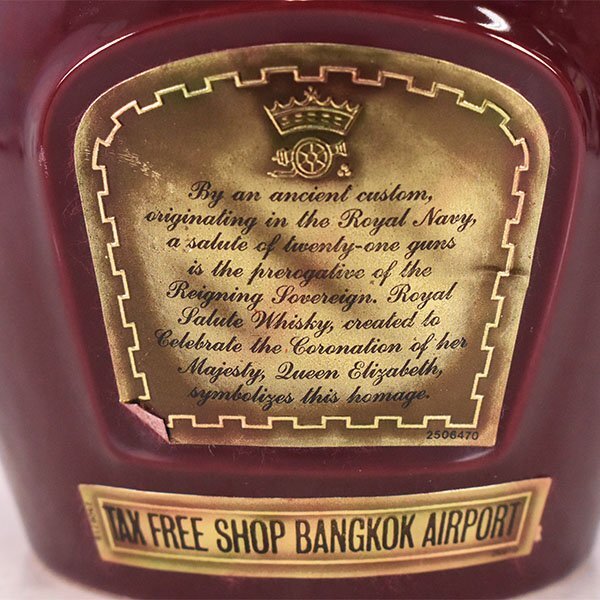 By an ancient custom,
originating in the Royal Navy,
a salute of twenty-one guns
is the prerogative of the
Reigning Sovereign. Royal
Salute Whisky, created to
Celebrate the Coronation of her
Majesty, Queen Elizabeth,
symbolizes this homage.
2506470
TAX FREE SHOP BANGKOK AIRPORT